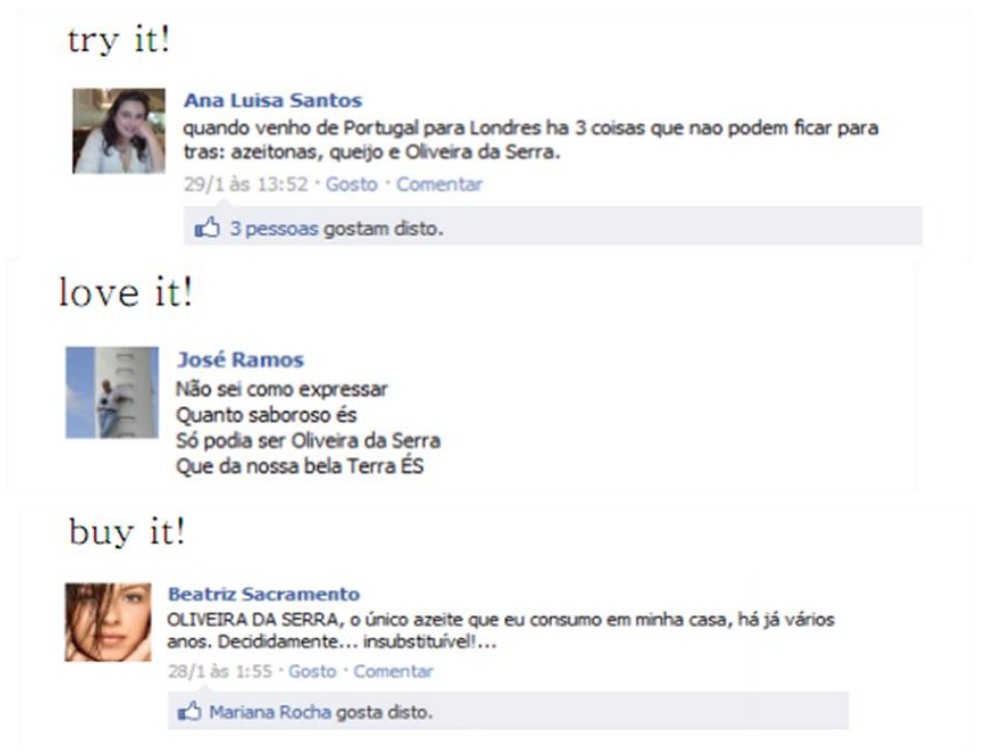 try it!
Ana Luisa Santos
quando venho de Portugal para Londres ha 3 coisas que nao podem ficar para
tras: azeitonas, queijo e Oliveira da Serra.
29/1 às 13:52 · Gosto · Comentar
3 pessoas gostam disto.
love it!
José Ramos
Não sei como expressar
Quanto saboroso és
Só podia ser Oliveira da Serra
Que da nossa bela Terra ÉS
buy it!
Beatriz Sacramento
OLIVEIRA DA SERRA, o único azeite que eu consumo em minha casa, há já vários
anos. Decididamente... insubstituível!...
28/1 às 1:55 · Gosto · Comentar
Mariana Rocha gosta disto.